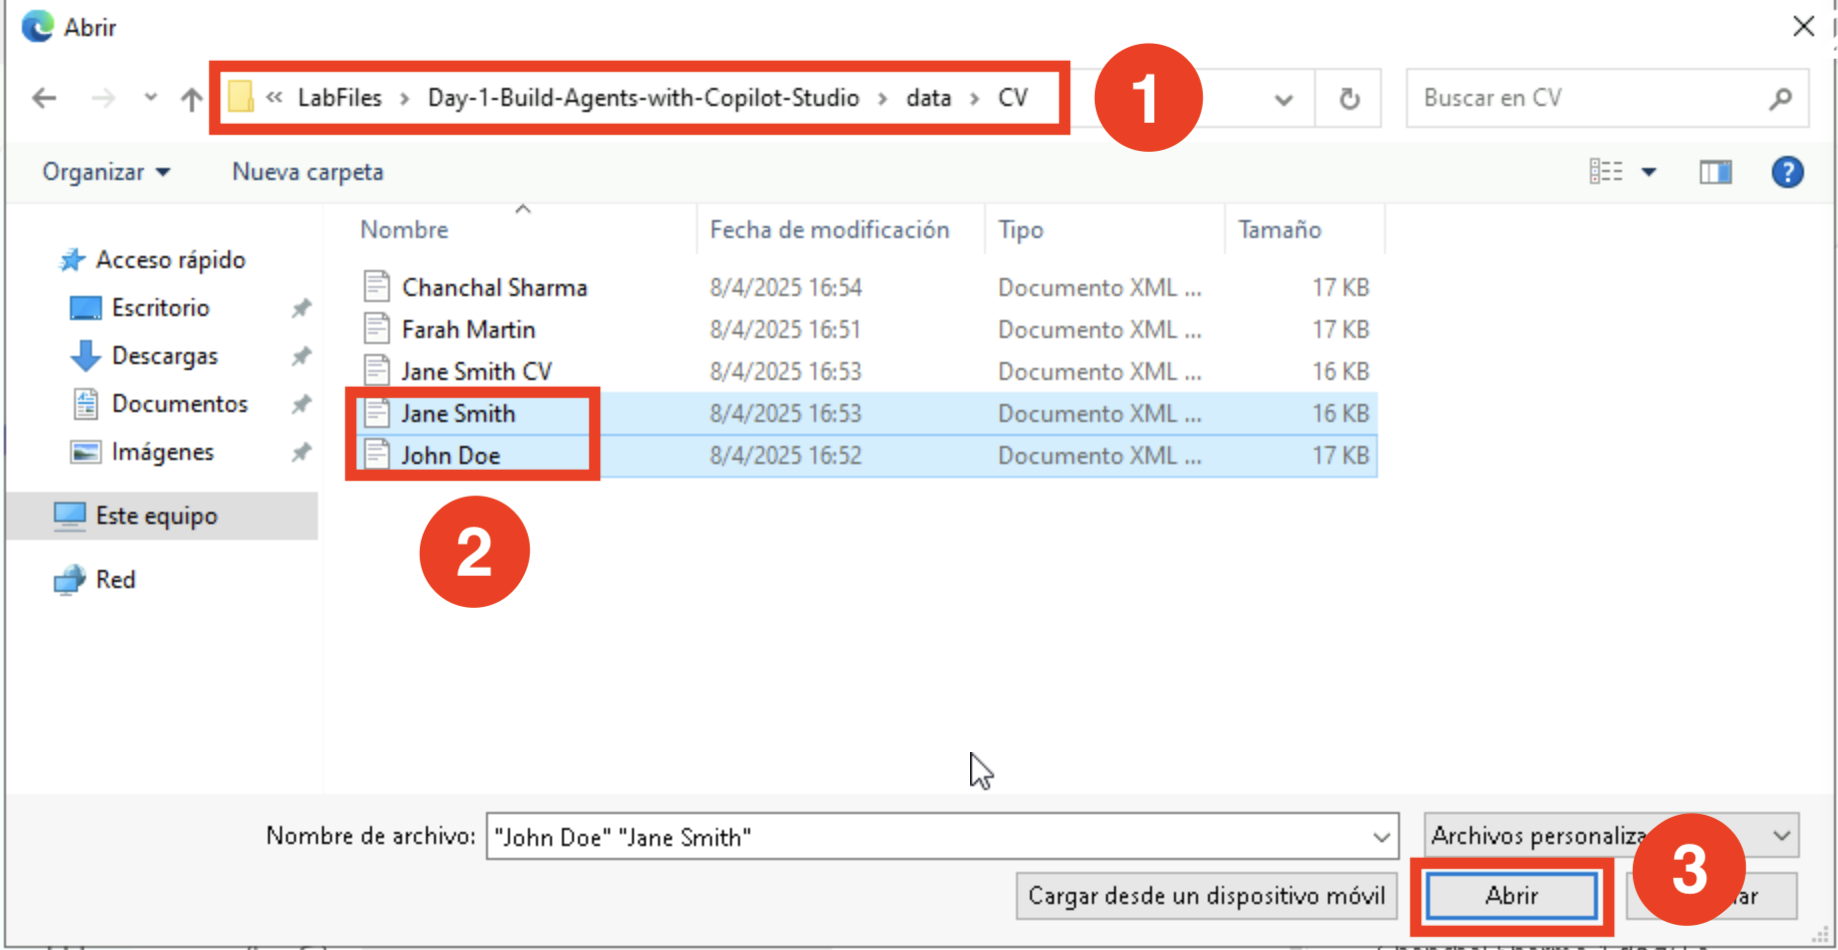 Abrir
« LabFiles > Day-1-Build-Agents-with-Copilot-Studio > data > CV
1
Buscar en CV
Organizar
Nueva carpeta
?
Nombre Fecha de modificación Tipo Tamaño
Acceso rápido
Escritorio
Descargas
Documentos
Imágenes
Este equipo
Red
Chanchal Sharma 8/4/2025 16:54 Documento XML ... 17 KB
Farah Martin 8/4/2025 16:51 Documento XML ... 17 KB
Jane Smith CV 8/4/2025 16:53 Documento XML ... 16 KB
Jane Smith 8/4/2025 16:53 Documento XML ... 16 KB
John Doe 8/4/2025 16:52 Documento XML ... 17 KB
2
Nombre de archivo: "John Doe" "Jane Smith"
Archivos personaliza
3
Cargar desde un dispositivo móvil
Abrir
ar